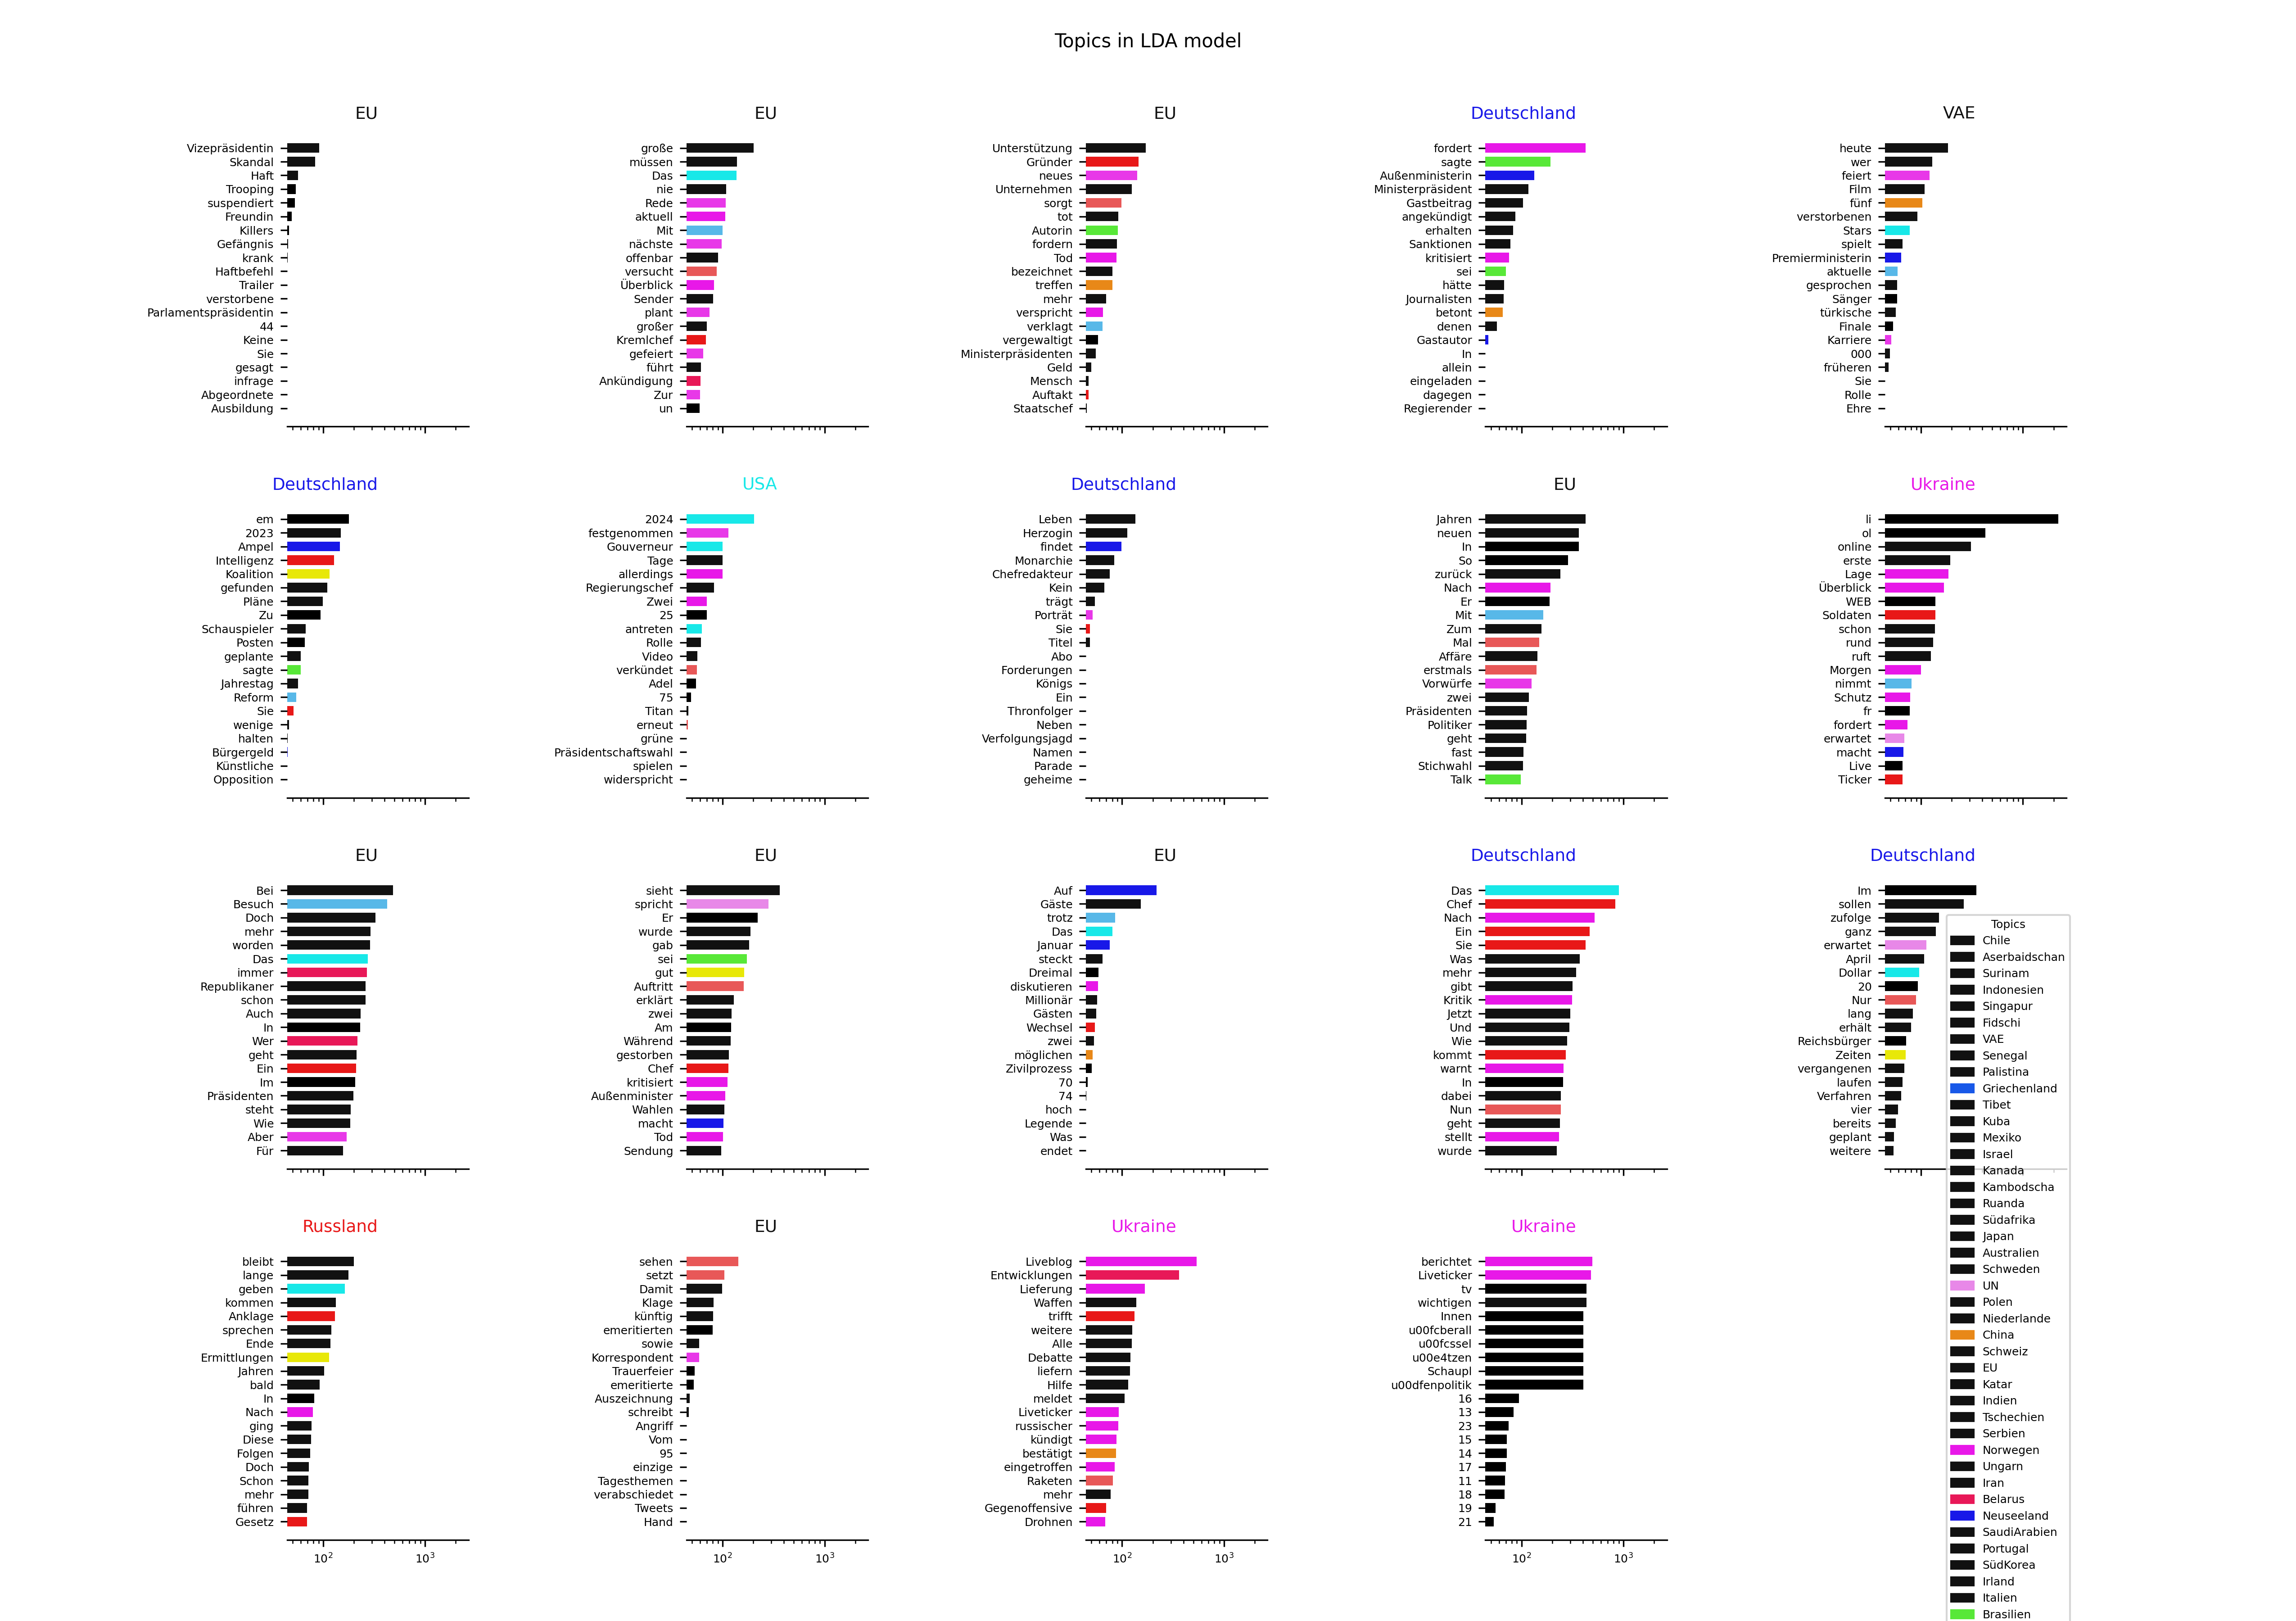 Topics in LDA model
EU
Vizepräsidentin
Skandal
Haft
Trooping
suspendiert
Freundin
Killers
Gefängnis
krank
Haftbefehl
Trailer
verstorbene
Parlamentspräsidentin
44
Keine
Sie
gesagt
infrage
Abgeordnete
Ausbildung
EU
große
müssen
Das
nie
Rede
aktuell
Mit
nächste
offenbar
versucht
Überblick
Sender
plant
großer
Kremlchef
gefeiert
führt
Ankündigung
Zur
un
EU
Unterstützung
Gründer
neues
Unternehmen
sorgt
tot
Autorin
fordern
Tod
bezeichnet
treffen
mehr
verspricht
verklagt
vergewaltigt
Ministerpräsidenten
Geld
Mensch
Auftakt
Staatschef
Deutschland
fordert
sagte
Außenministerin
Ministerpräsident
Gastbeitrag
angekündigt
erhalten
Sanktionen
kritisiert
sei
hätte
Journalisten
betont
denen
Gastautor
In
allein
eingeladen
dagegen
Regierender
VAE
heute
wer
feiert
Film
fünf
verstorbenen
Stars
spielt
Premierministerin
aktuelle
gesprochen
Sänger
türkische
Finale
Karriere
000
früheren
Sie
Rolle
Ehre
Deutschland
em
2023
Ampel
Intelligenz
Koalition
gefunden
Pläne
Zu
Schauspieler
Posten
geplante
sagte
Jahrestag
Reform
Sie
wenige
halten
Bürgergeld
Künstliche
Opposition
USA
2024
festgenommen
Gouverneur
Tage
allerdings
Regierungschef
Zwei
25
antreten
Rolle
Video
verkündet
Adel
75
Titan
erneut
grüne
Präsidentschaftswahl
spielen
widerspricht
Deutschland
Leben
Herzogin
findet
Monarchie
Chefredakteur
Kein
trägt
Porträt
Sie
Titel
Abo
Forderungen
Königs
Ein
Thronfolger
Neben
Verfolgungsjagd
Namen
Parade
geheime
EU
Jahren
neuen
In
So
zurück
Nach
Er
Mit
Zum
Mal
Affäre
erstmals
Vorwürfe
zwei
Präsidenten
Politiker
geht
fast
Stichwahl
Talk
Ukraine
li
ol
online
erste
Lage
Überblick
WEB
Soldaten
schon
rund
ruft
Morgen
nimmt
Schutz
fr
fordert
erwartet
macht
Live
Ticker
EU
Bei
Besuch
Doch
mehr
worden
Das
immer
Republikaner
schon
Auch
In
Wer
geht
Ein
Im
Präsidenten
steht
Wie
Aber
Für
EU
sieht
spricht
Er
wurde
gab
sei
gut
Auftritt
erklärt
zwei
Am
Während
gestorben
Chef
kritisiert
Außenminister
Wahlen
macht
Tod
Sendung
EU
Auf
Gäste
trotz
Das
Januar
steckt
Dreimal
diskutieren
Millionär
Gästen
Wechsel
zwei
möglichen
Zivilprozess
70
74
hoch
Legende
Was
endet
Deutschland
Das
Chef
Nach
Ein
Sie
Was
mehr
gibt
Kritik
Jetzt
Und
Wie
kommt
warnt
In
dabei
Nun
geht
stellt
wurde
Deutschland
Im
sollen
zufolge
ganz
erwartet
April
Dollar
20
Nur
lang
erhält
Reichsbürger
Zeiten
vergangenen
laufen
Verfahren
vier
bereits
geplant
weitere
Russland
bleibt
lange
geben
kommen
Anklage
sprechen
Ende
Ermittlungen
Jahren
bald
In
Nach
ging
Diese
Folgen
Doch
Schon
mehr
führen
Gesetz
10² 10³
EU
sehen
setzt
Damit
Klage
künftig
emeritierten
sowie
Korrespondent
Trauerfeier
emeritierte
Auszeichnung
schreibt
Angriff
Vom
95
einzige
Tagesthemen
verabschiedet
Tweets
Hand
10² 10³
Ukraine
Liveblog
Entwicklungen
Lieferung
Waffen
trifft
weitere
Alle
Debatte
liefern
Hilfe
meldet
Liveticker
russischer
kündigt
bestätigt
eingetroffen
Raketen
mehr
Gegenoffensive
Drohnen
10² 10³
Ukraine
berichtet
Liveticker
tv
wichtigen
Innen
u00fcberall
u00fcssel
u00e4tzen
Schaupl
u00dfenpolitik
16
13
23
15
14
17
11
18
19
21
10² 10³
Topics
Chile
Aserbaidschan
Surinam
Indonesien
Singapur
Fidschi
VAE
Senegal
Palistina
Griechenland
Tibet
Kuba
Mexiko
Israel
Kanada
Kambodscha
Ruanda
Südafrika
Japan
Australien
Schweden
UN
Polen
Niederlande
China
Schweiz
EU
Katar
Indien
Tschechien
Serbien
Norwegen
Ungarn
Iran
Belarus
Neuseeland
SaudiArabien
Portugal
SüdKorea
Irland
Italien
Brasilien